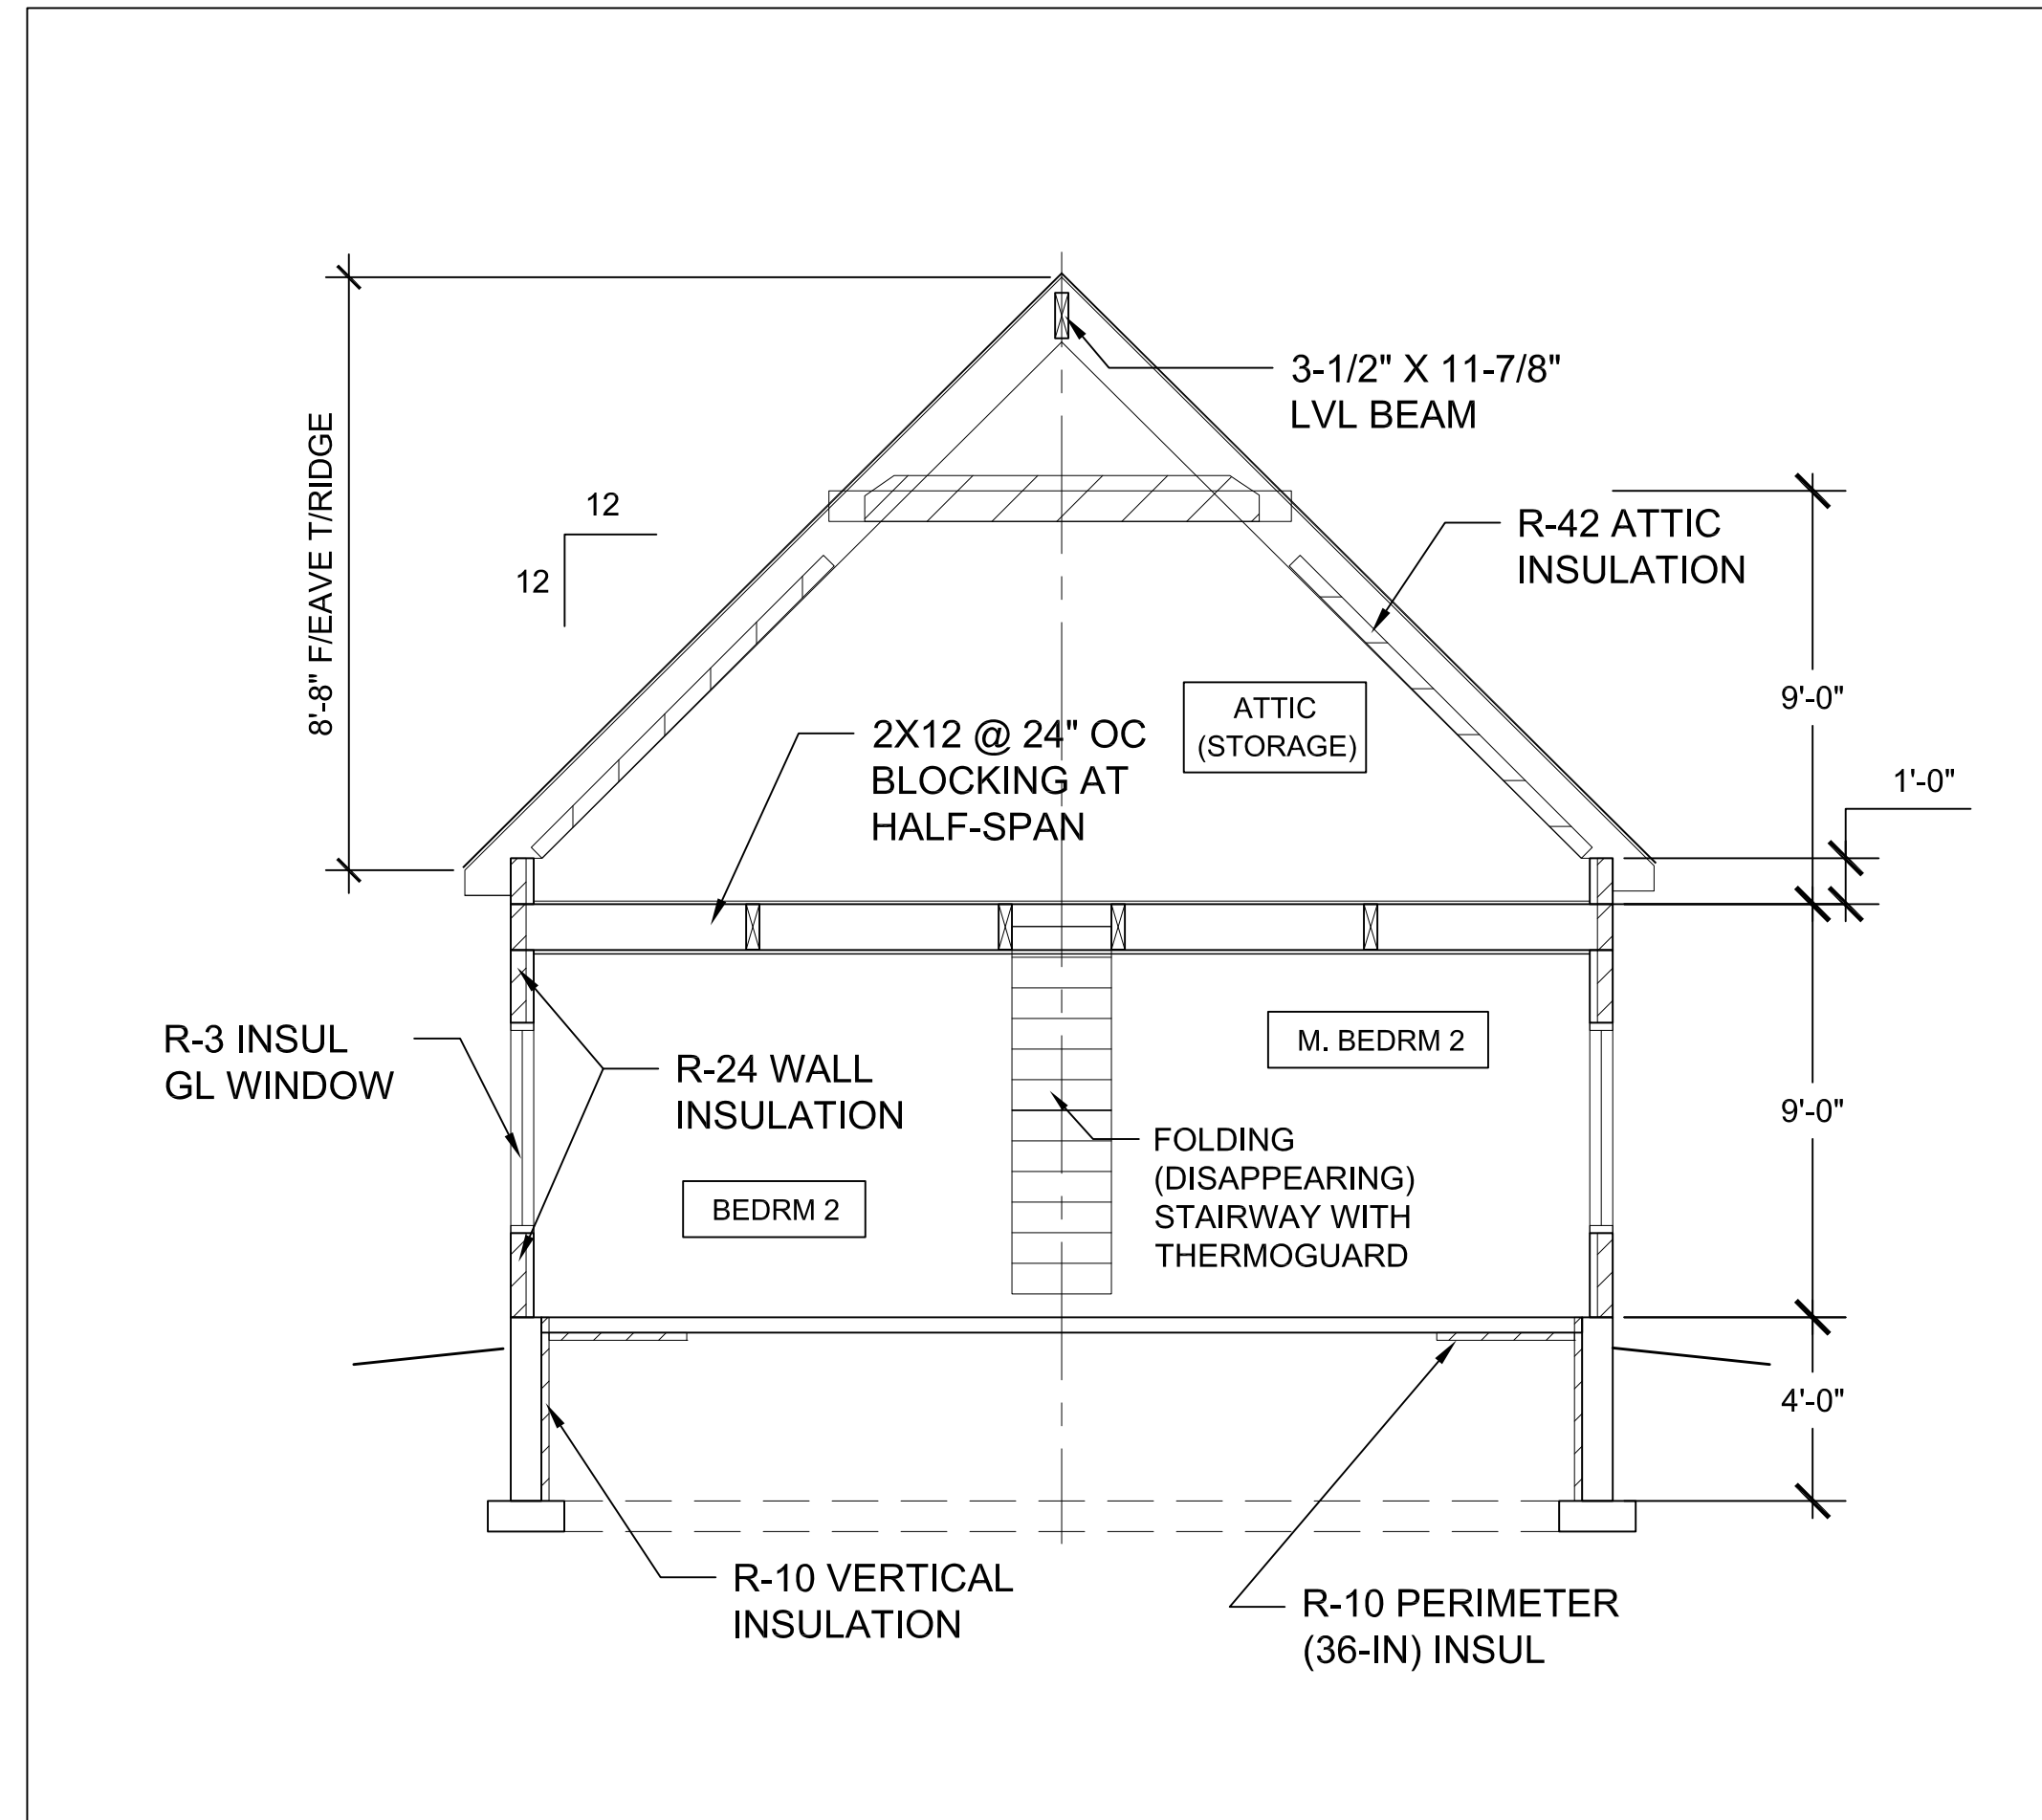 8'-8" F/EAVE T/RIDGE
3-1/2" X 11-7/8"
LVL BEAM
12
12
R-42 ATTIC
INSULATION
ATTIC
(STORAGE)
9'-0"
2X12 @ 24" OC
BLOCKING AT
HALF-SPAN
1'-0"
R-3 INSUL
GL WINDOW
R-24 WALL
INSULATION
M. BEDRM 2
9'-0"
FOLDING
(DISAPPEARING)
STAIRWAY WITH
THERMOGUARD
BEDRM 2
4'-0"
R-10 VERTICAL
INSULATION
R-10 PERIMETER
(36-IN) INSUL